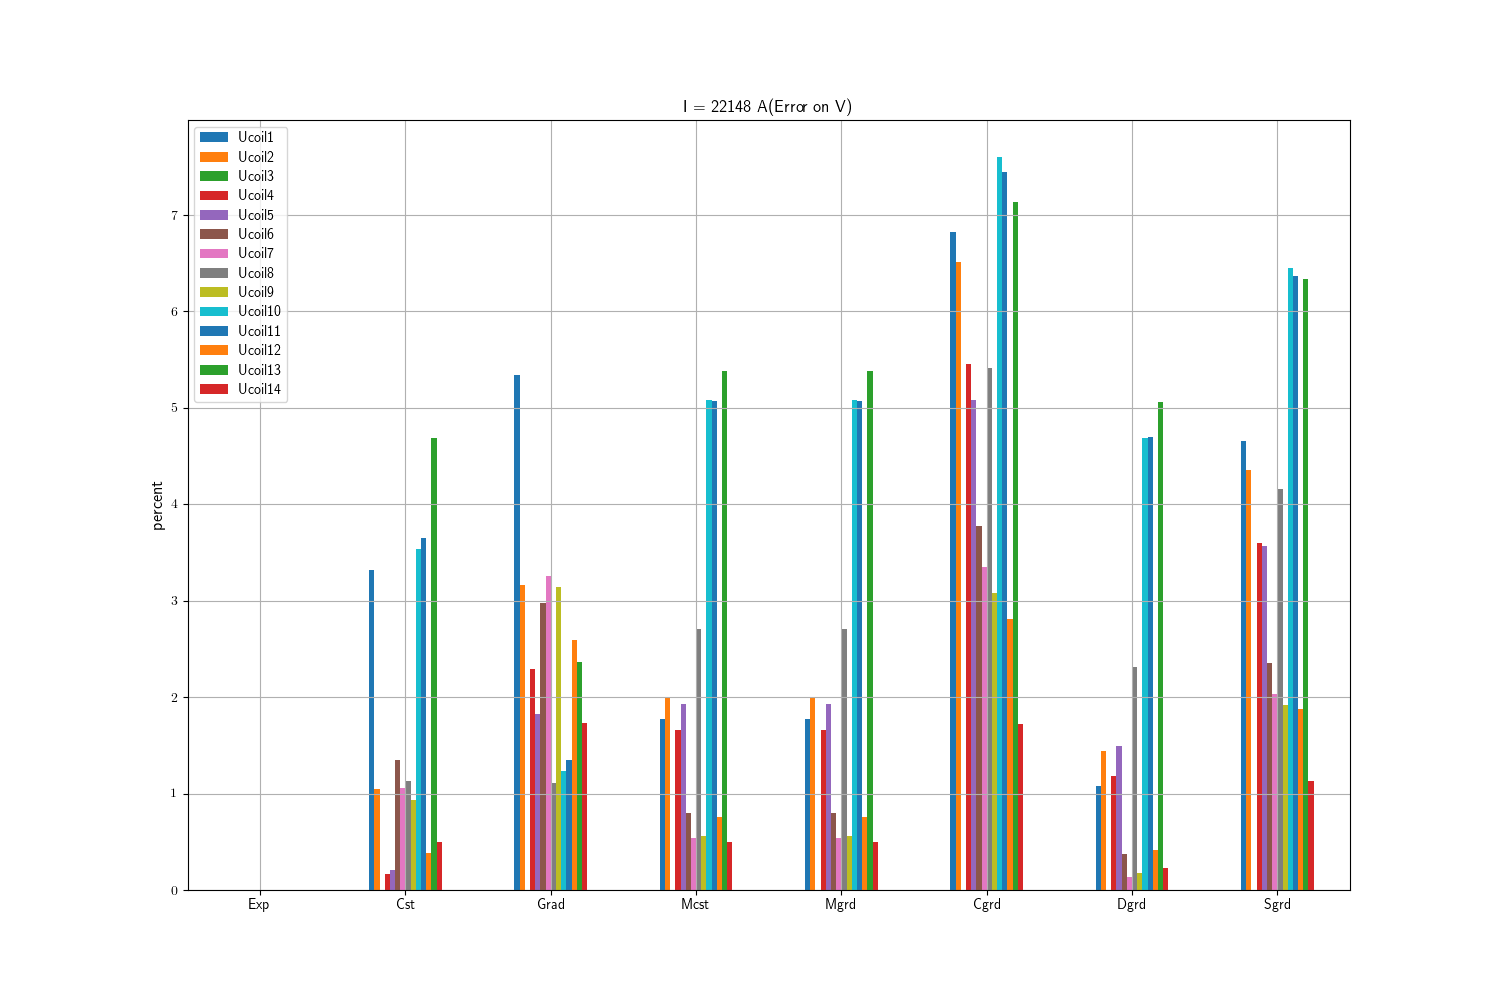 I = 22148 A(Error on V)
Ucoil1
Ucoil2
Ucoil3
Ucoil4
Ucoil5
Ucoil6
Ucoil7
Ucoil8
Ucoil9
Ucoil10
Ucoil11
Ucoil12
Ucoil13
Ucoil14
7
6
5
4
3
2
1
0
percent
Exp Cst Grad Mcst Mgrd Cgrd Dgrd Sgrd